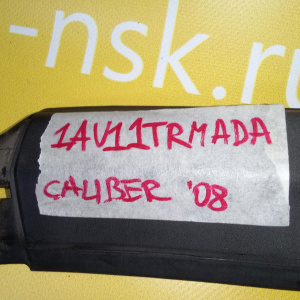 -nsk.ru
1AV11TRMADA
CALIBER '08